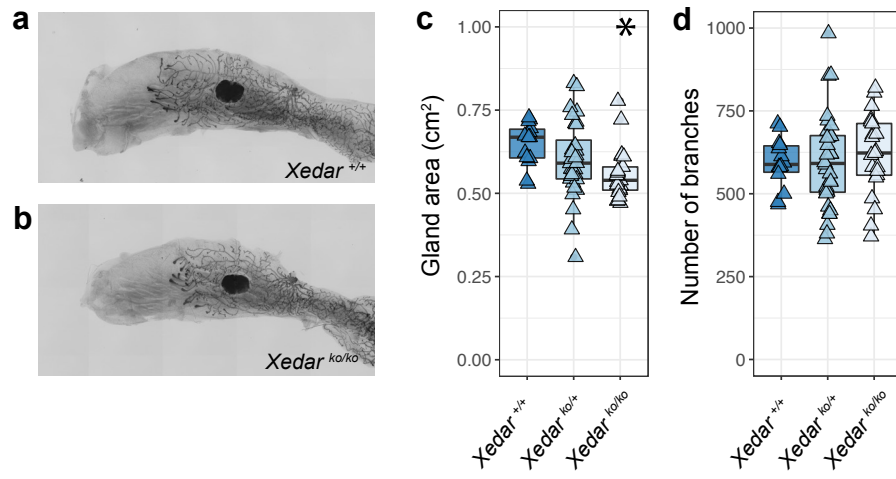 a
Xedar +/+
b
Xedar ko/ko
c
Gland area (cm²)
1.00
0.75
0.50
0.25
0.00
*
Xedar +/+
Xedar ko/+
Xedar ko/ko
d
Number of branches
1000
750
500
250
0
Xedar +/+
Xedar ko/+
Xedar ko/ko